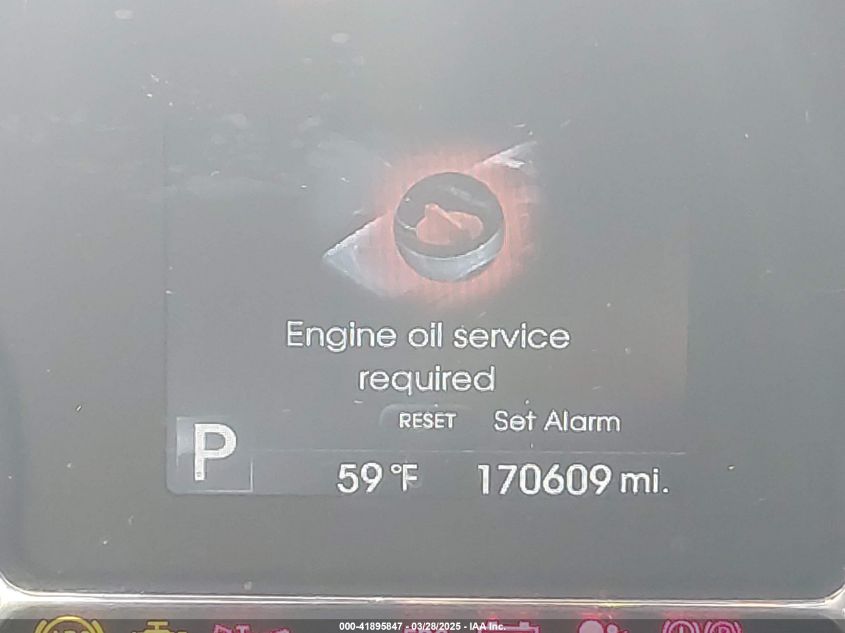 Engine oil service
required
RESET Set Alarm
P
59 °F 170609 mi.
000-41895847 - 03/28/2025 - IAA Inc.